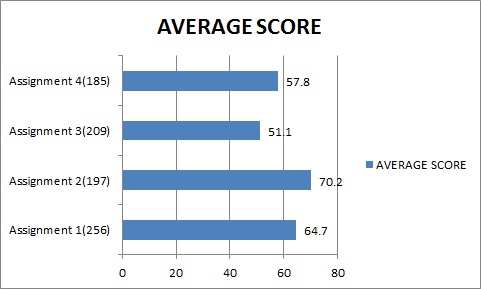 AVERAGE SCORE
Assignment 4(185)
57.8
Assignment 3(209)
51.1
Assignment 2(197)
70.2
Assignment 1(256)
64.7
AVERAGE SCORE
0 20 40 60 80